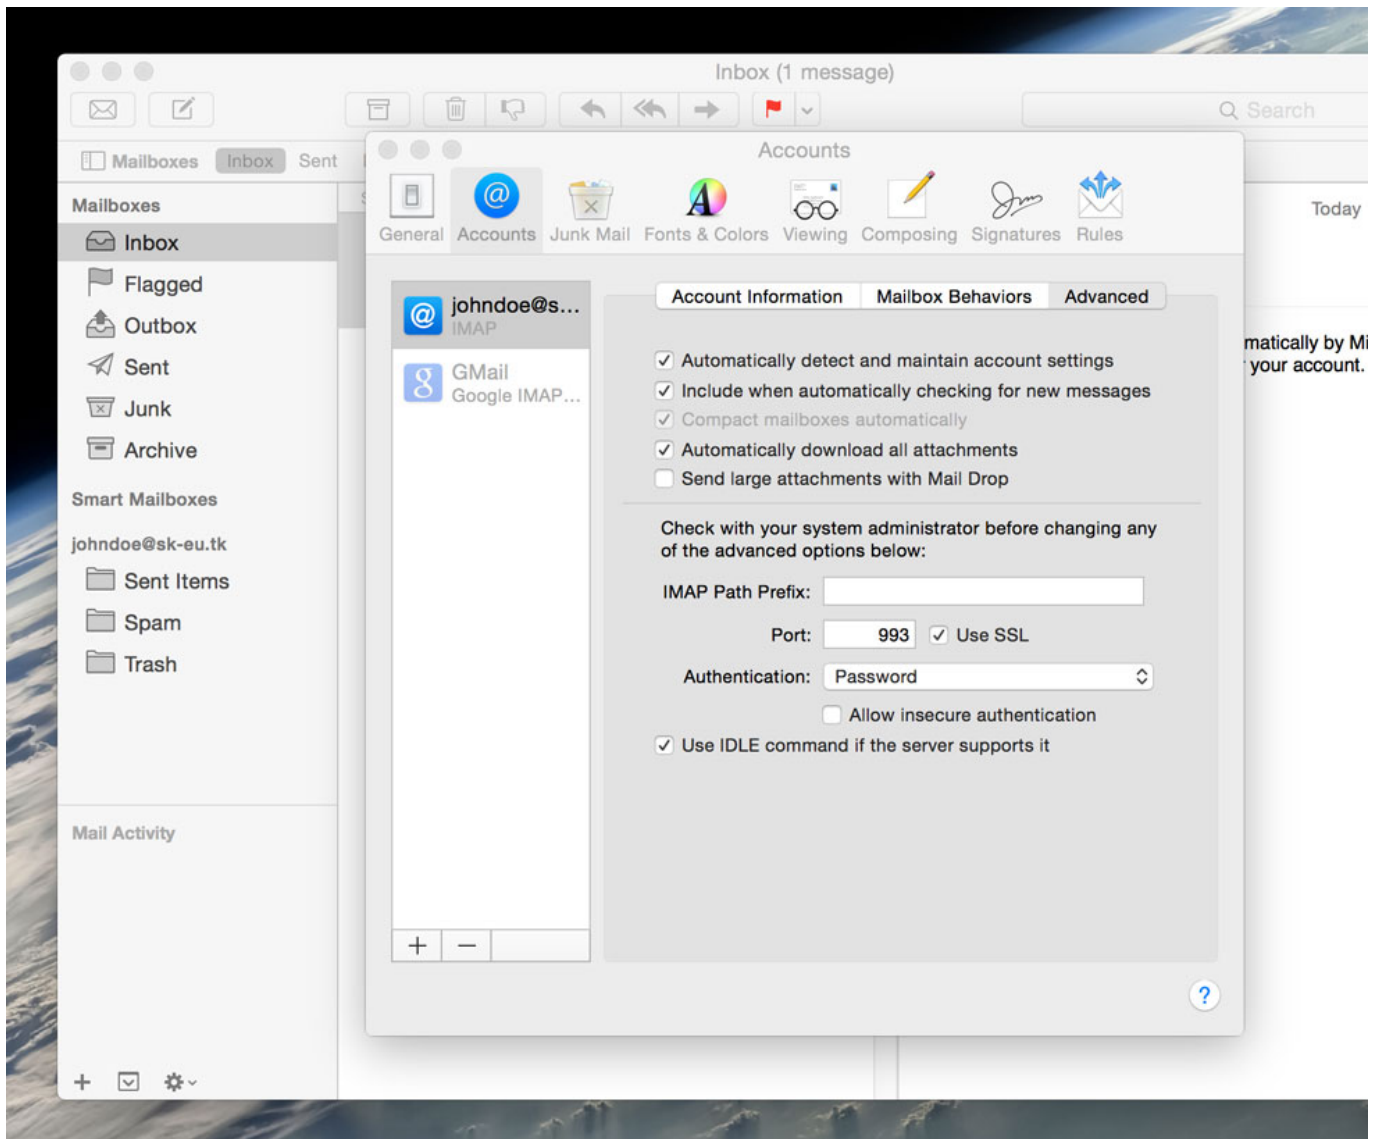 Inbox (1 message)
Search
Mailboxes Inbox Sent
Accounts
General Accounts Junk Mail Fonts & Colors Viewing Composing Signatures Rules
Mailboxes
Inbox
Flagged
Outbox
Sent
Junk
Archive
Smart Mailboxes
johndoe@sk-eu.tk
Sent Items
Spam
Trash
Mail Activity
johndoe@s...
IMAP
GMail
Google IMAP...
Account Information Mailbox Behaviors Advanced
Automatically detect and maintain account settings
Include when automatically checking for new messages
Compact mailboxes automatically
Automatically download all attachments
Send large attachments with Mail Drop
Check with your system administrator before changing any
of the advanced options below:
IMAP Path Prefix:
Port: 993 Use SSL
Authentication: Password
Allow insecure authentication
Use IDLE command if the server supports it
?
Today
matically by Mi
your account.